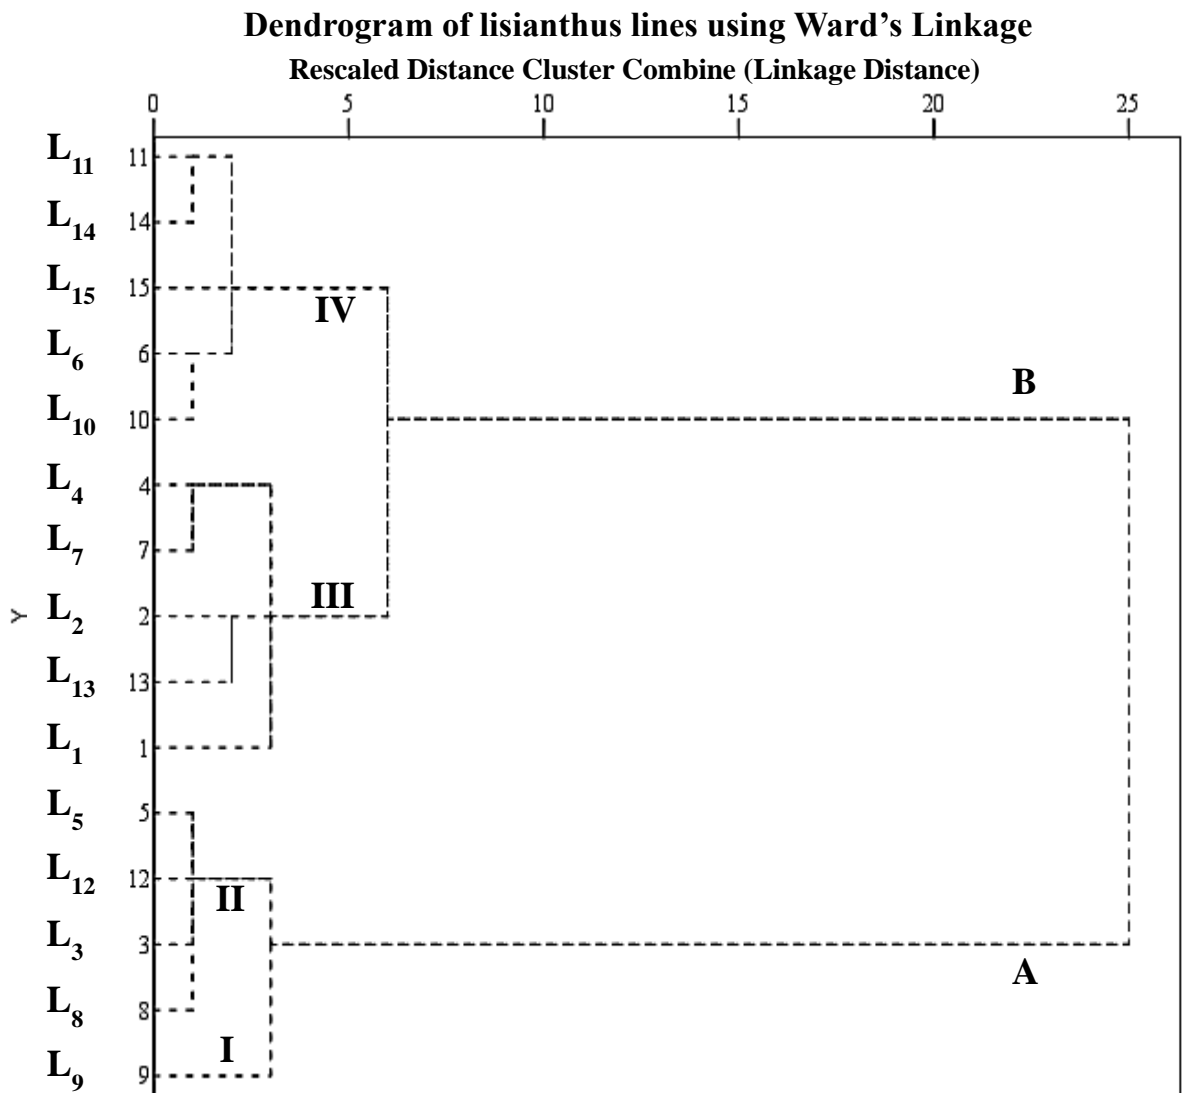 Dendrogram of lisianthus lines using Ward’s Linkage
Rescaled Distance Cluster Combine (Linkage Distance)
0 5 10 15 20 25
L11 11
L14 14
L15 15
IV
L6 6
B
L10 10
L4 4
L7 7
III
Y
L2 2
L13 13
L1 1
L5 5
L12 12
II
L3 3
A
L8 8
I
L9 9